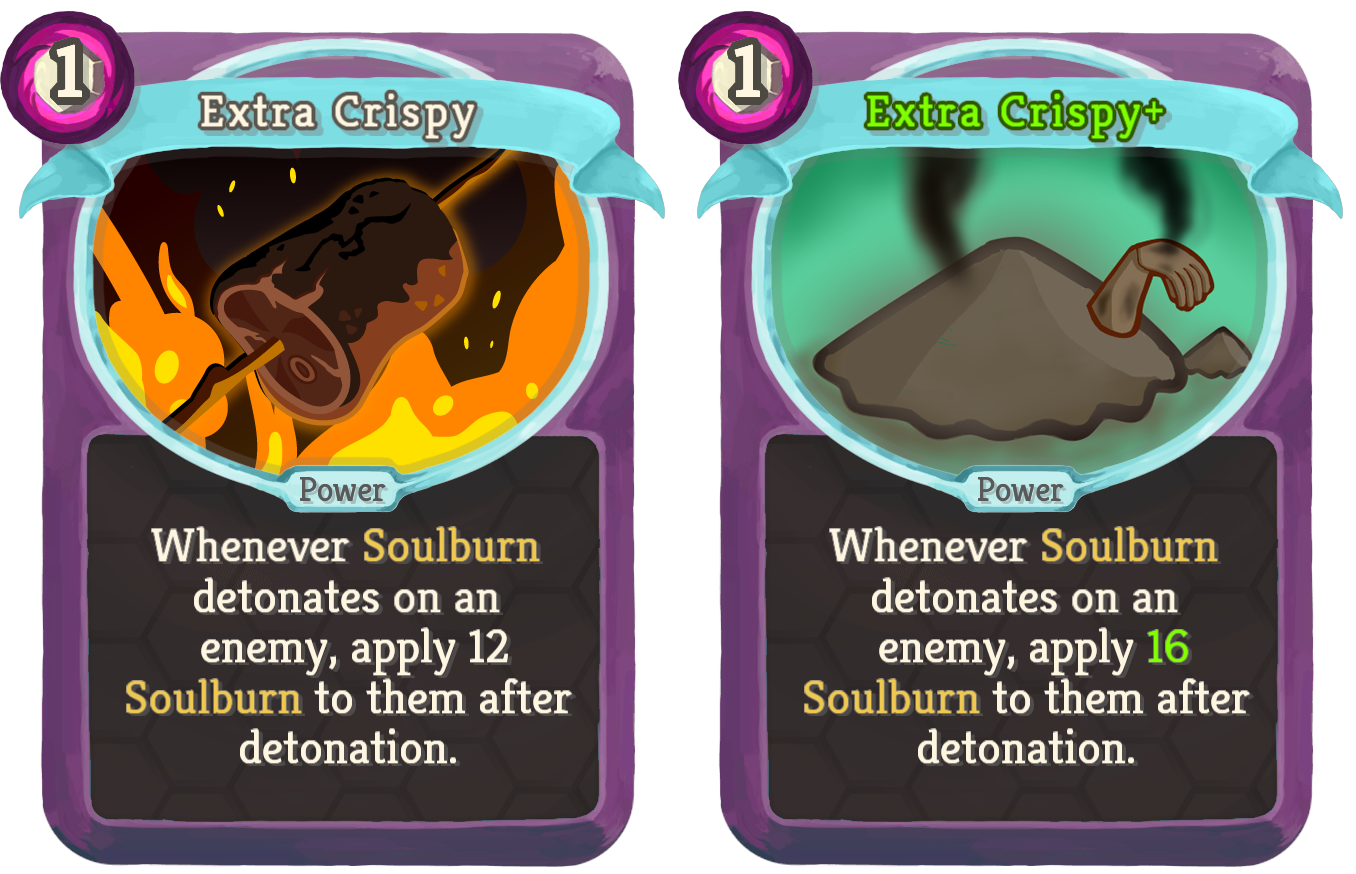 1
Extra Crispy
Power
Whenever Soulburn
detonates on an
enemy, apply 12
Soulburn to them after
detonation.
1
Extra Crispy+
Power
Whenever Soulburn
detonates on an
enemy, apply 16
Soulburn to them after
detonation.